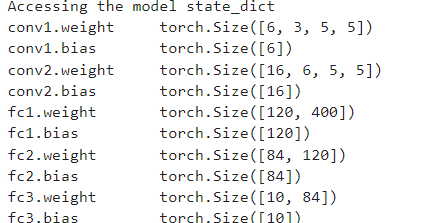 Accessing the model state_dict
conv1.weight torch.Size([6, 3, 5, 5])
conv1.bias torch.Size([6])
conv2.weight torch.Size([16, 6, 5, 5])
conv2.bias torch.Size([16])
fc1.weight torch.Size([120, 400])
fc1.bias torch.Size([120])
fc2.weight torch.Size([84, 120])
fc2.bias torch.Size([84])
fc3.weight torch.Size([10, 84])
fc3.bias torch.Size([10])